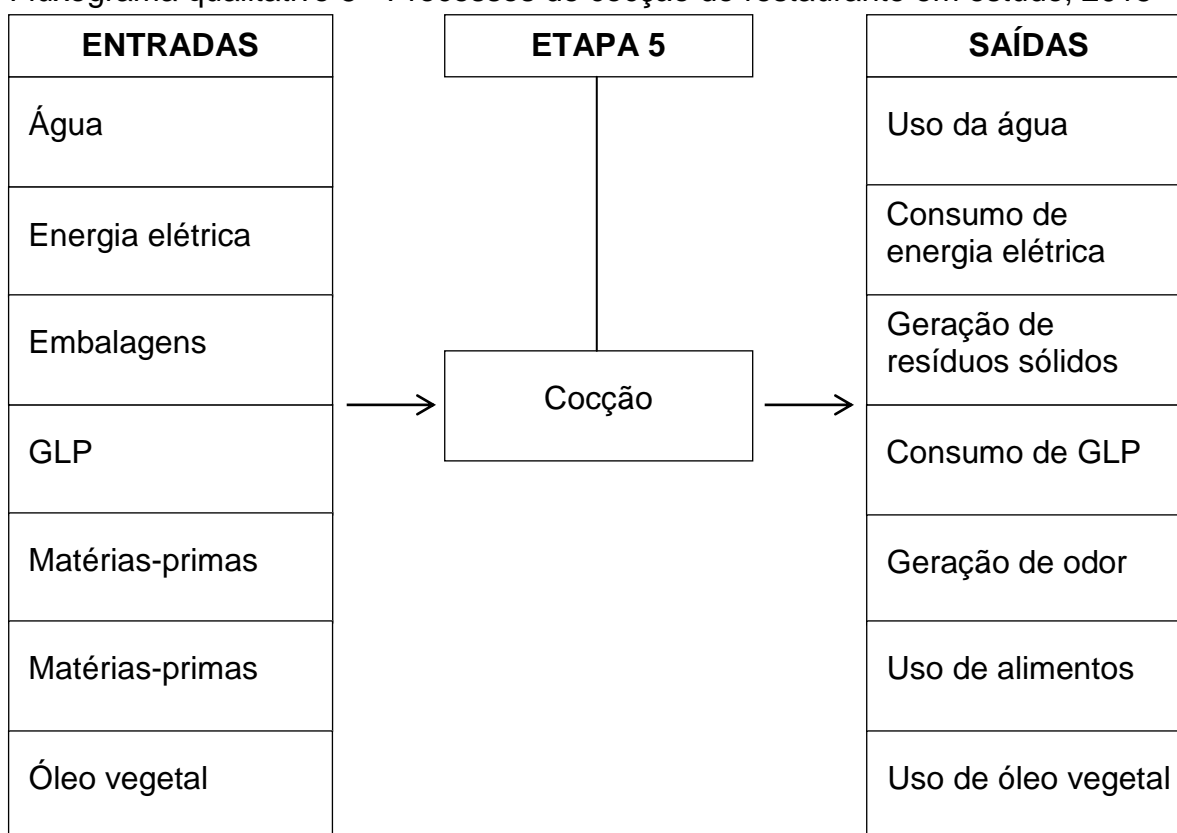 ENTRADAS
ETAPA 5
SAÍDAS
Água
Uso da água
Energia elétrica
Consumo de
energia elétrica
Embalagens
Geração de
resíduos sólidos
Cocção
GLP
Consumo de GLP
Matérias-primas
Geração de odor
Matérias-primas
Uso de alimentos
Óleo vegetal
Uso de óleo vegetal